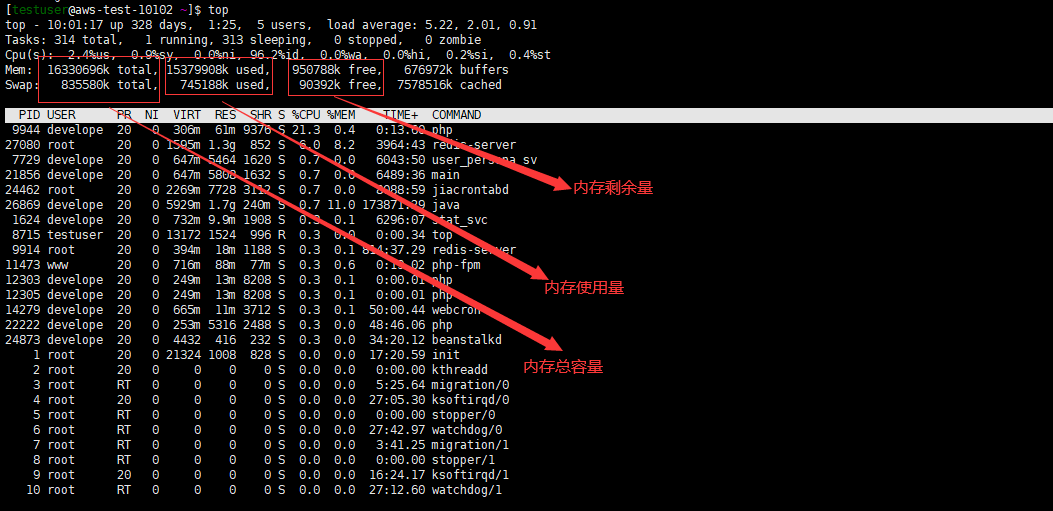 [testuser@aws-test-10102 ~]$ top
top - 10:01:17 up 328 days,  1:25,  5 users,  load average: 5.22, 2.01, 0.91
Tasks: 314 total,   1 running, 313 sleeping,   0 stopped,   0 zombie
Cpu(s):  2.4%us,  0.9%sy,  0.0%ni, 96.2%id,  0.0%wa,  0.0%hi,  0.2%si,  0.4%st
Mem:  16330696k total, 15379908k used,   950788k free,   676972k buffers
Swap:   835580k total,   745188k used,    90392k free,  7578516k cached
PID USER      PR  NI  VIRT  RES  SHR S %CPU %MEM    TIME+  COMMAND
9944 develope  20   0  306m  61m 9376 S 21.3  0.4   0:13.60 php
27080 root      20   0 1595m 1.3g  852 S  6.0  8.2   3964:43 redis-server
7729 develope  20   0  647m 5464 1620 S  0.7  0.0   6043:50 user_persona_sv
21856 develope  20   0  647m 5808 1632 S  0.7  0.0   6489:36 main
24462 root      20   0 2269m 7728 3112 S  0.7  0.0   8088:59 jiacrontabd
26869 develope  20   0 5929m 1.7g 240m S  0.7 11.0 173871:29 java
1624 develope  20   0  732m 9.9m 1908 S  0.3  0.1   6296:07 stat_svc
8715 testuser  20   0 13172 1524  996 R  0.3  0.0   0:00.34 top
9914 root      20   0  394m  18m 1188 S  0.3  0.1 814:37.29 redis-server
11473 www       20   0  716m  88m  77m S  0.3  0.6   0:19.02 php-fpm
12303 develope  20   0  249m  13m 8208 S  0.3  0.1   0:00.01 php
12305 develope  20   0  249m  13m 8208 S  0.3  0.1   0:00.01 php
14279 develope  20   0  665m  11m 3712 S  0.3  0.1  50:00.44 webcron
22222 develope  20   0  253m 5316 2488 S  0.3  0.0  48:46.06 php
24873 develope  20   0  4432  416  232 S  0.3  0.0  34:20.12 beanstalkd
1 root      20   0 21324 1008  828 S  0.0  0.0  17:20.59 init
2 root      20   0     0    0    0 S  0.0  0.0   0:00.00 kthreadd
3 root      RT   0     0    0    0 S  0.0  0.0   5:25.64 migration/0
4 root      20   0     0    0    0 S  0.0  0.0  27:05.30 ksoftirqd/0
5 root      RT   0     0    0    0 S  0.0  0.0   0:00.00 stopper/0
6 root      RT   0     0    0    0 S  0.0  0.0  27:42.97 watchdog/0
7 root      RT   0     0    0    0 S  0.0  0.0   3:41.25 migration/1
8 root      RT   0     0    0    0 S  0.0  0.0   0:00.00 stopper/1
9 root      20   0     0    0    0 S  0.0  0.0  16:24.17 ksoftirqd/1
10 root      RT   0     0    0    0 S  0.0  0.0  27:12.60 watchdog/1
内存剩余量
内存使用量
内存总容量